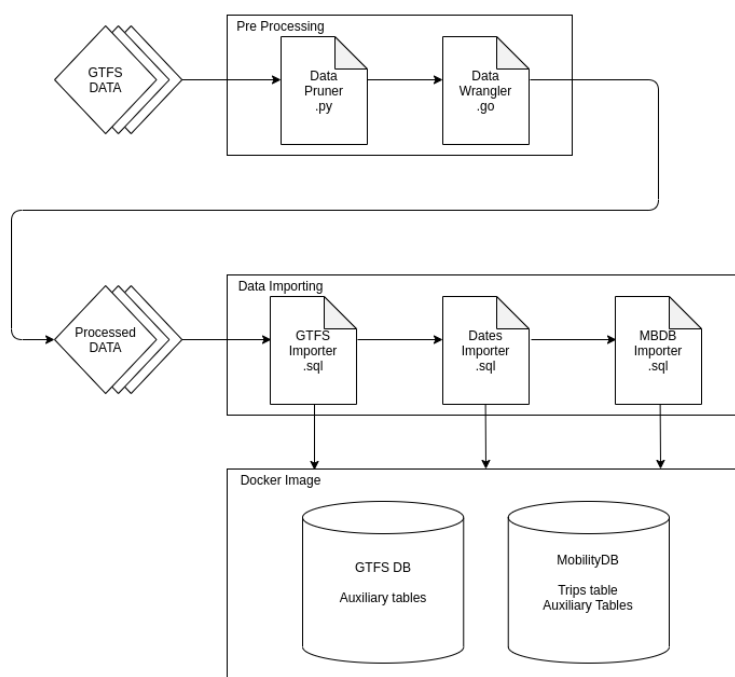 Pre Processing
GTFS
DATA
Data
Pruner
.py
Data
Wrangler
.go
Data Importing
Processed
DATA
GTFS
Importer
.sql
Dates
Importer
.sql
MBDB
Importer
.sql
Docker Image
GTFS DB
Auxiliary tables
MobilityDB
Trips table
Auxiliary Tables